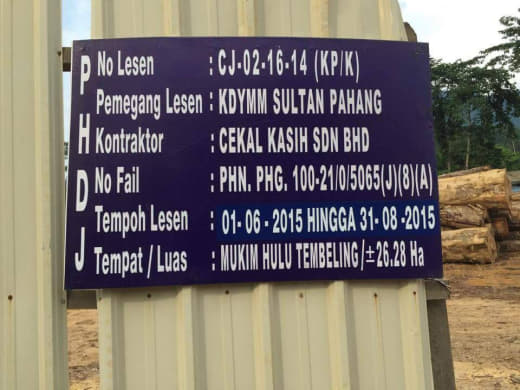 PHDJ
No Lesen : CJ-02-16-14 (KP/K)
Pemegang Lesen : KDYMM SULTAN PAHANG
Kontraktor : CEKAL KASIH SDN BHD
No Fail : PHN. PHG. 100-21/0/5065(J)(8)(A)
Tempoh Lesen : 01-06 - 2015 HINGGA 31- 08 -2015
Tempat / Luas : MUKIM HULU TEMBELING/±26.28 Ha